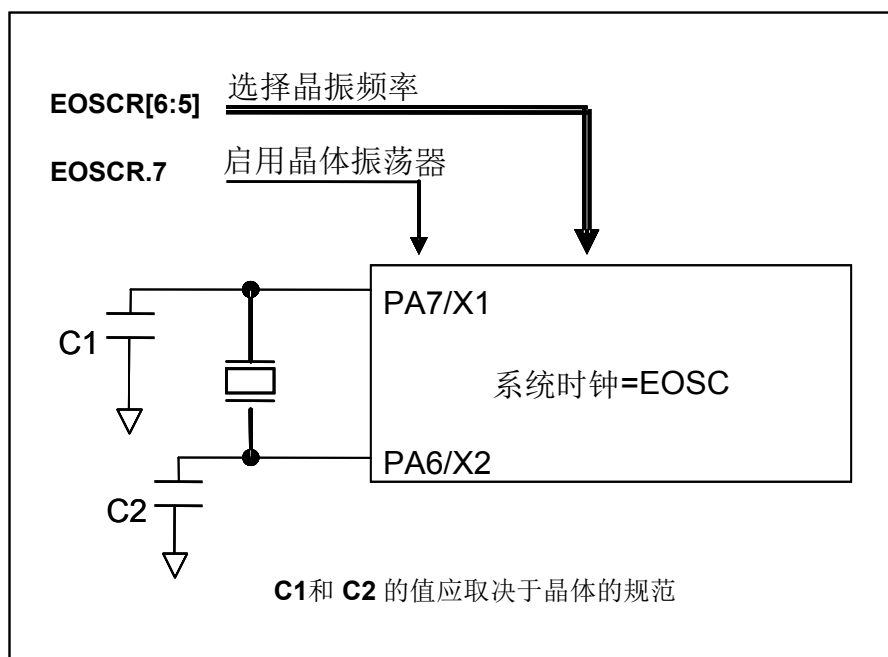 EOSCR[6:5] 选择晶振频率
EOSCR.7 启用晶体振荡器
PA7/X1
C1
系统时钟=EOSC
PA6/X2
C2
C1和 C2 的值应取决于晶体的规范